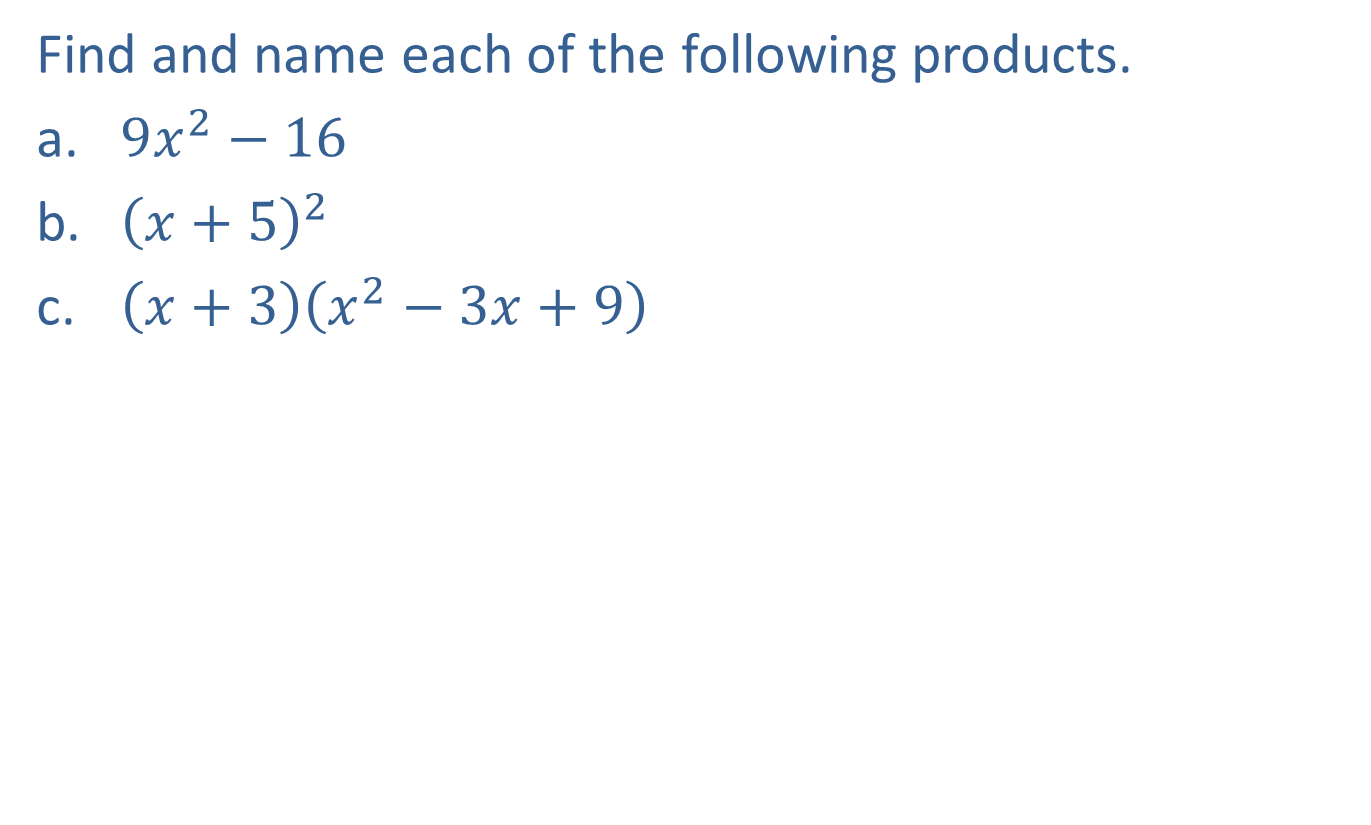 Find and name each of the following products.
a. 9x² − 16
b. (x + 5)²
c. (x + 3)(x² − 3x + 9)